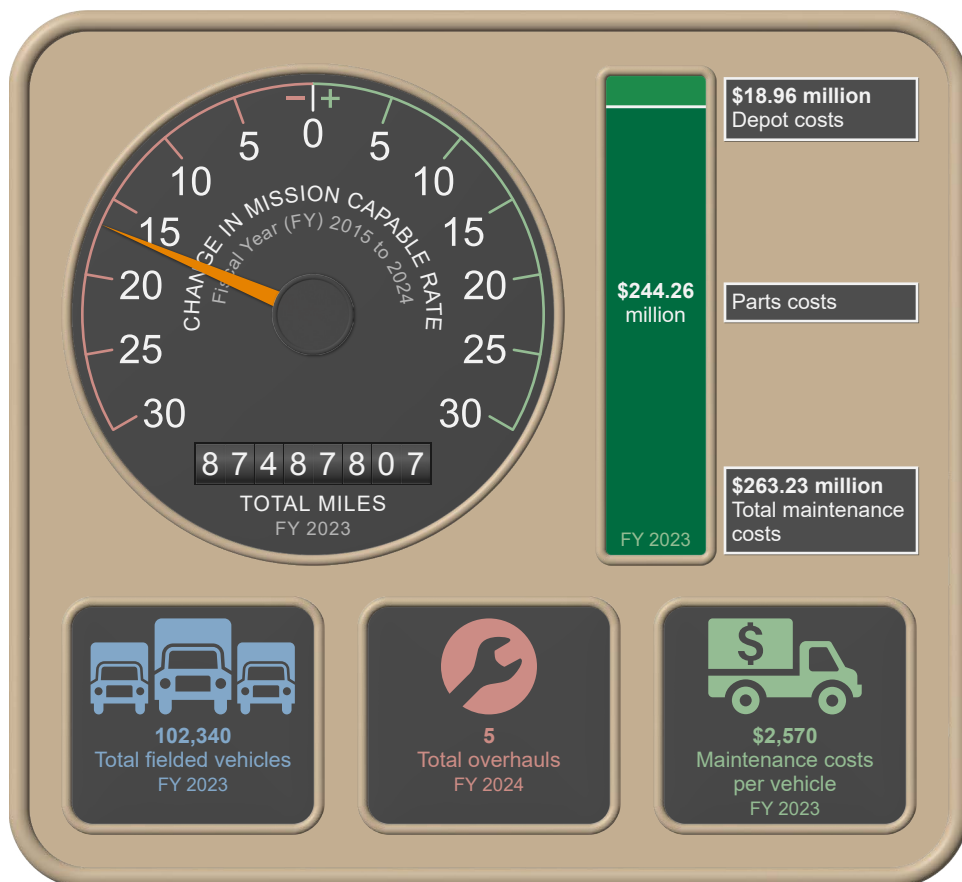 − +
0
5 5
10 10
15 15
20 20
25 25
30 30
CHANGE IN MISSION CAPABLE RATE
Fiscal Year (FY) 2015 to 2024
87487807
TOTAL MILES
FY 2023
$18.96 million
Depot costs
$244.26
million
Parts costs
$263.23 million
Total maintenance
costs
FY 2023
102,340
Total fielded vehicles
FY 2023
5
Total overhauls
FY 2024
$
$2,570
Maintenance costs
per vehicle
FY 2023